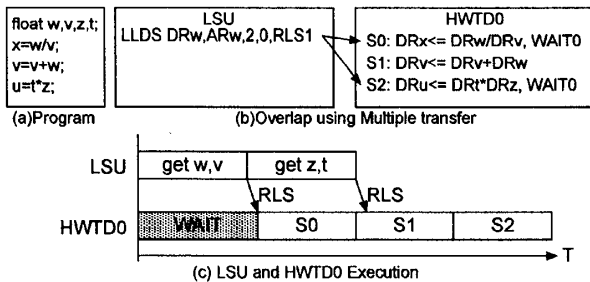 float w,v,z,t;
x=w/v;
v=v+w;
u=t*z;
(a)Program
LSU
LLDS DRw,ARw,2,0,RLS1
HWTD0
S0: DRx<= DRw/DRv, WAIT0
S1: DRv<= DRv+DRw
S2: DRu<= DRt*DRz, WAIT0
(b)Overlap using Multiple transfer
LSU
get w,v
get z,t
RLS
RLS
HWTD0
WAIT
S0
S1
S2
T
(c) LSU and HWTD0 Execution